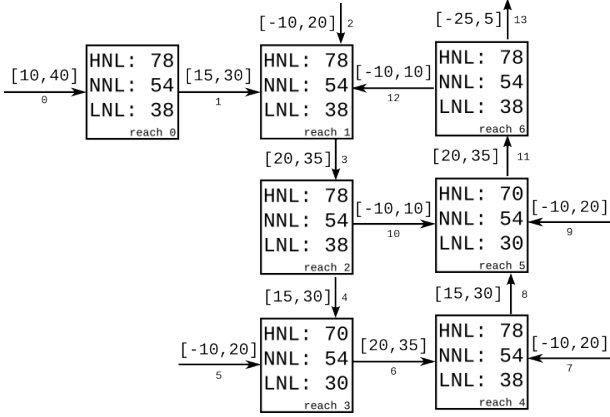 [-10,20] 2
[-25,5] 13
[10,40]
0
HNL: 78
NNL: 54
LNL: 38
reach 0
[15,30]
1
HNL: 78
NNL: 54
LNL: 38
reach 1
[-10,10]
12
HNL: 78
NNL: 54
LNL: 38
reach 6
[20,35] 3
[20,35] 11
HNL: 78
NNL: 54
LNL: 38
reach 2
[-10,10]
10
HNL: 70
NNL: 54
LNL: 30
reach 5
[-10,20]
9
[15,30] 4
[15,30] 8
[-10,20]
5
HNL: 70
NNL: 54
LNL: 30
reach 3
[20,35]
6
HNL: 78
NNL: 54
LNL: 38
reach 4
[-10,20]
7